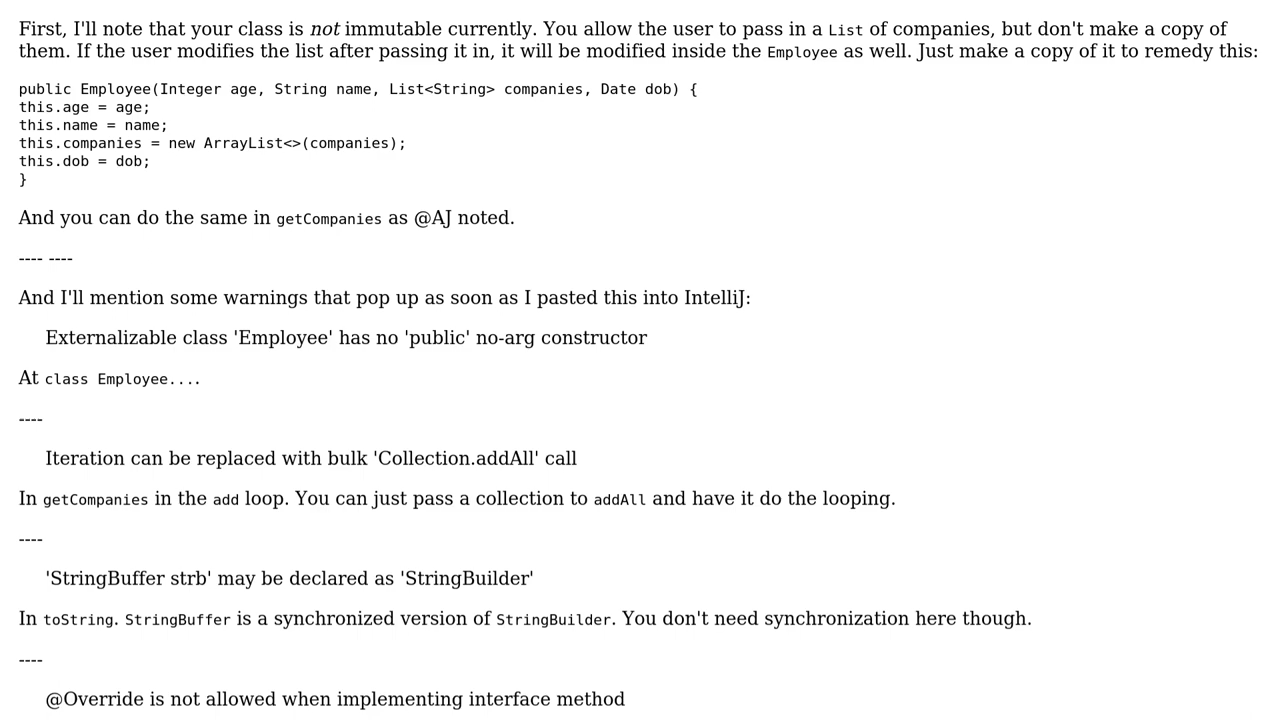 First, I'll note that your class is not immutable currently. You allow the user to pass in a List of companies, but don't make a copy of
them. If the user modifies the list after passing it in, it will be modified inside the Employee as well. Just make a copy of it to remedy this:
public Employee(Integer age, String name, List<String> companies, Date dob) {
this.age = age;
this.name = name;
this.companies = new ArrayList<>(companies);
this.dob = dob;
}
And you can do the same in getCompanies as @AJ noted.
---- ----
And I'll mention some warnings that pop up as soon as I pasted this into IntelliJ:
Externalizable class 'Employee' has no 'public' no-arg constructor
At class Employee....
----
Iteration can be replaced with bulk 'Collection.addAll' call
In getCompanies in the add loop. You can just pass a collection to addAll and have it do the looping.
----
'StringBuffer strb' may be declared as 'StringBuilder'
In toString. StringBuffer is a synchronized version of StringBuilder. You don't need synchronization here though.
----
@Override is not allowed when implementing interface method